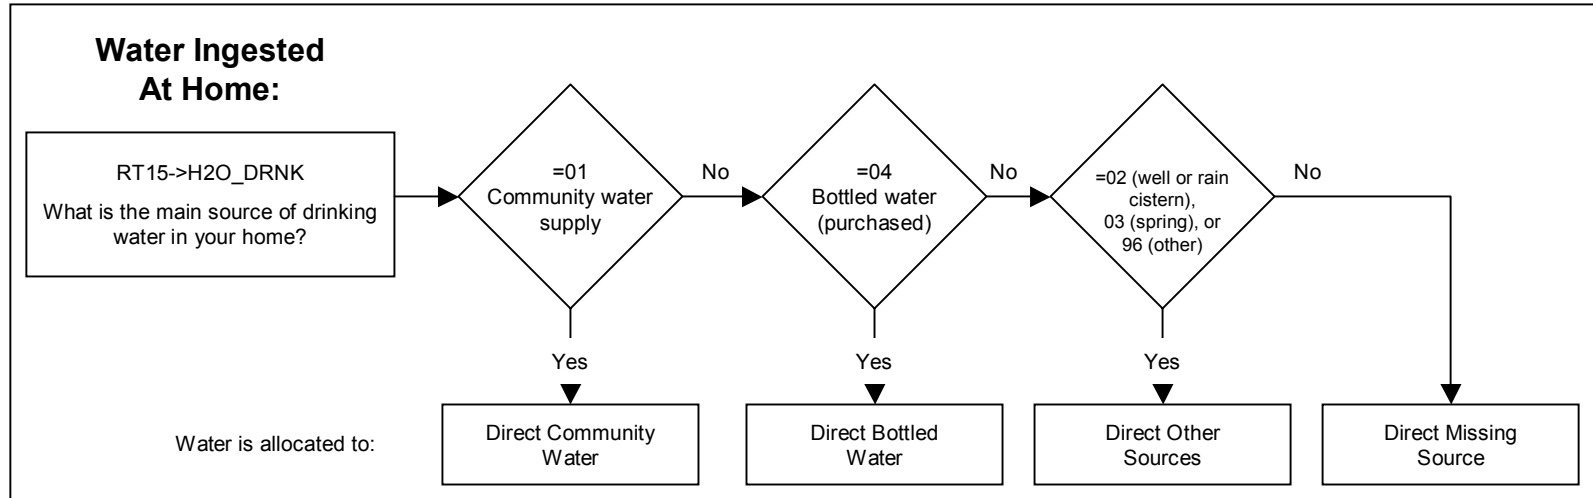 Water Ingested
At Home:
RT15->H2O_DRNK
What is the main source of drinking
water in your home?
=01
Community water
supply
No
=04
Bottled water
(purchased)
No
=02 (well or rain
cistern),
03 (spring), or
96 (other)
No
Yes
Yes
Yes
Water is allocated to:
Direct Community
Water
Direct Bottled
Water
Direct Other
Sources
Direct Missing
Source